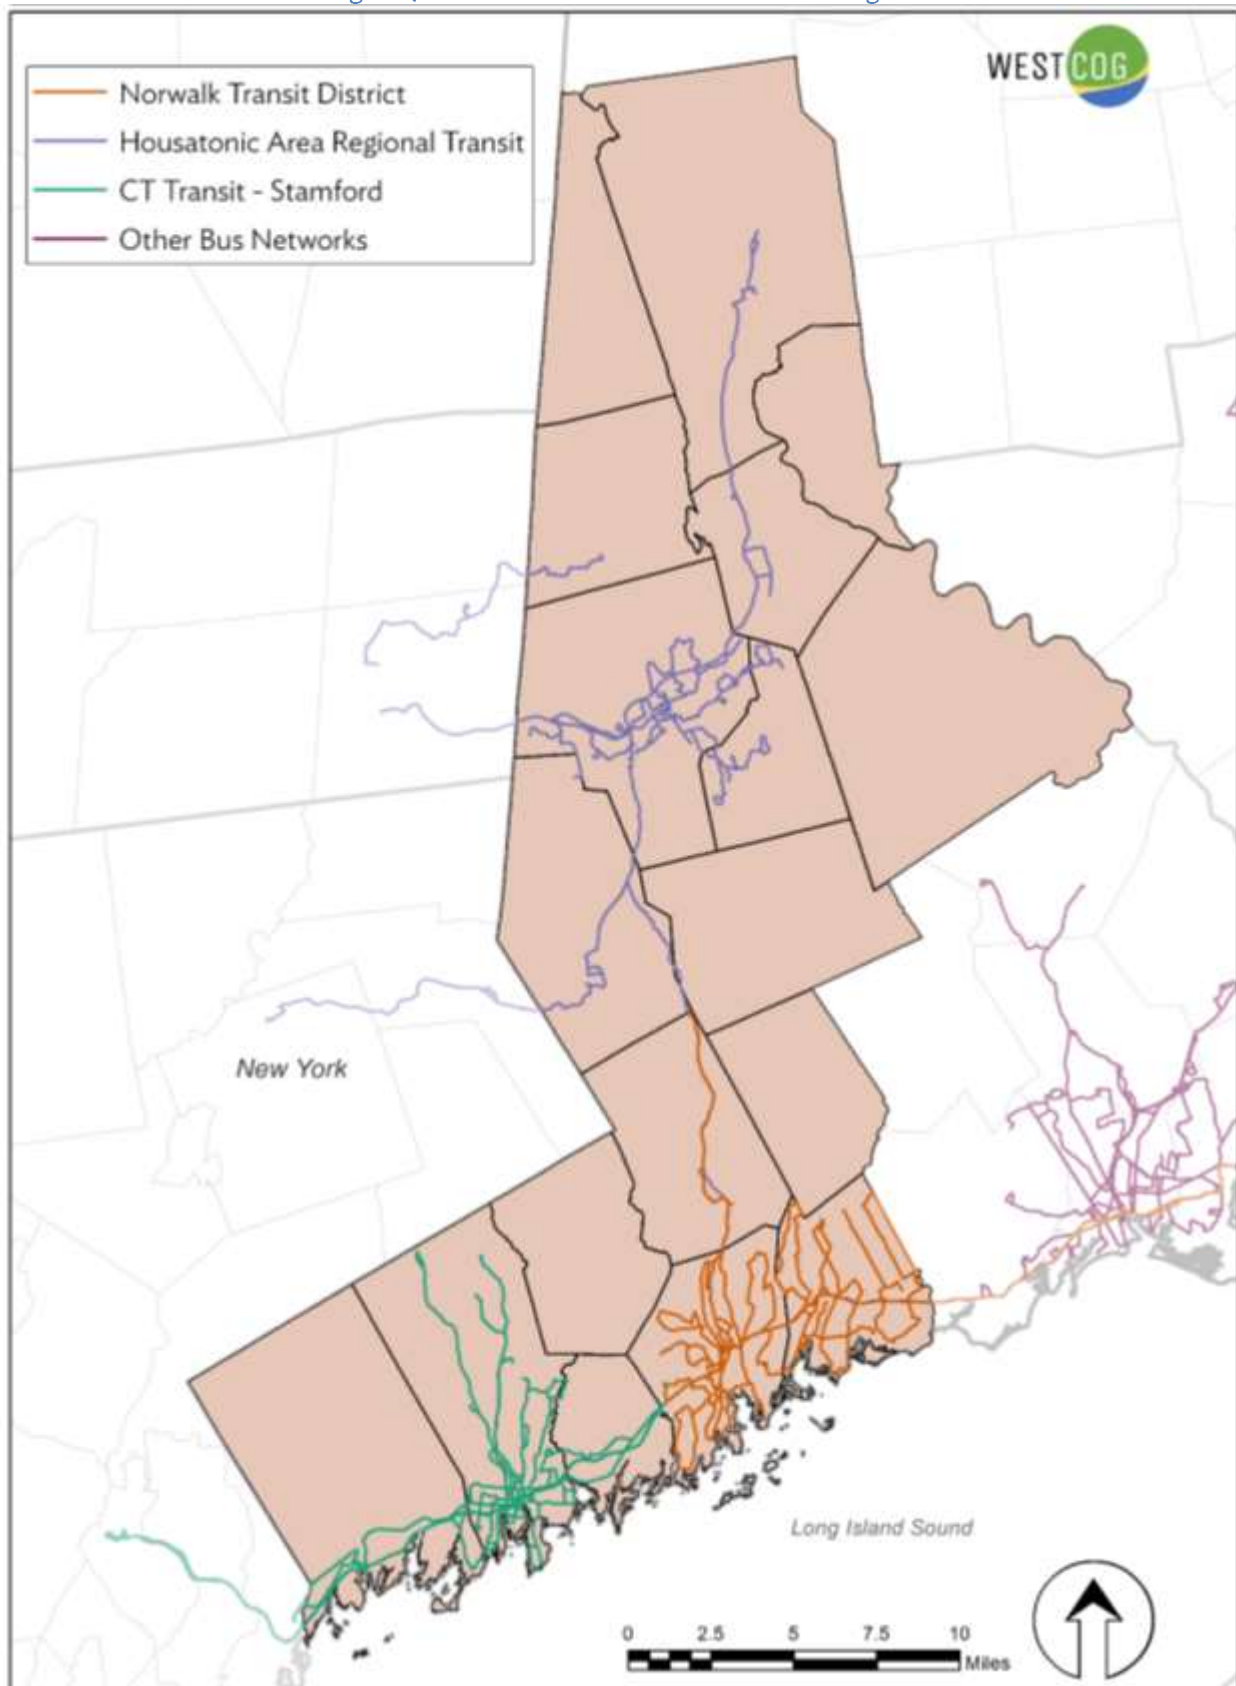 WESTCOG
Norwalk Transit District
Housatonic Area Regional Transit
CT Transit - Stamford
Other Bus Networks
New York
Long Island Sound
0 2.5 5 7.5 10
Miles